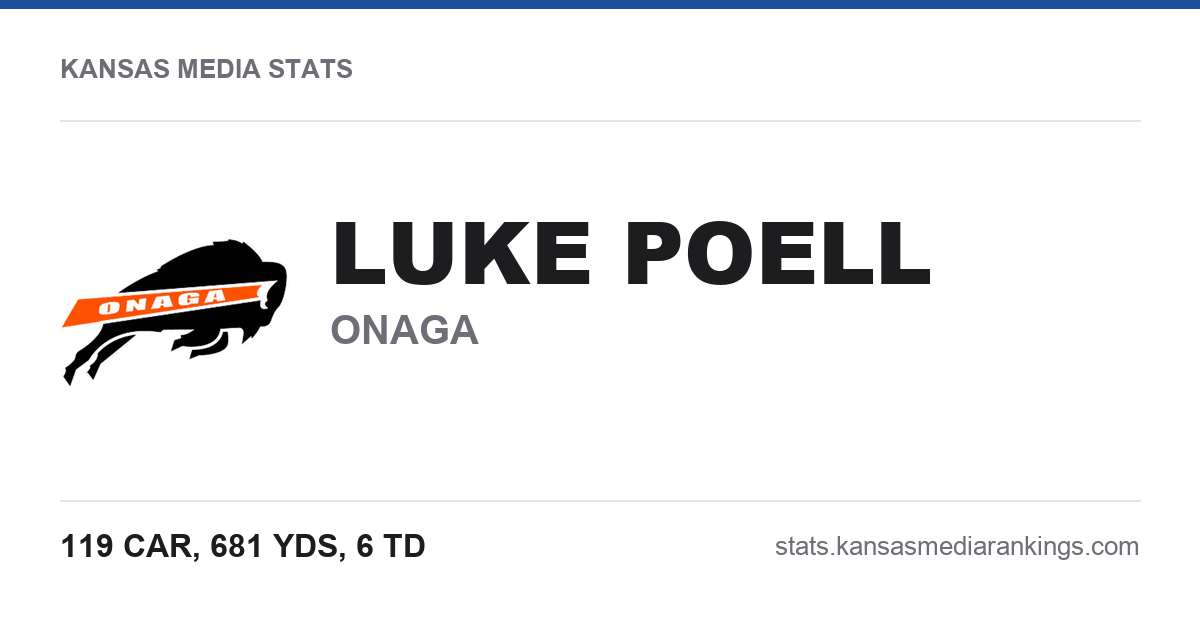 KANSAS MEDIA STATS
ONAGA
LUKE POELL
ONAGA
119 CAR, 681 YDS, 6 TD
stats.kansasmediarankings.com